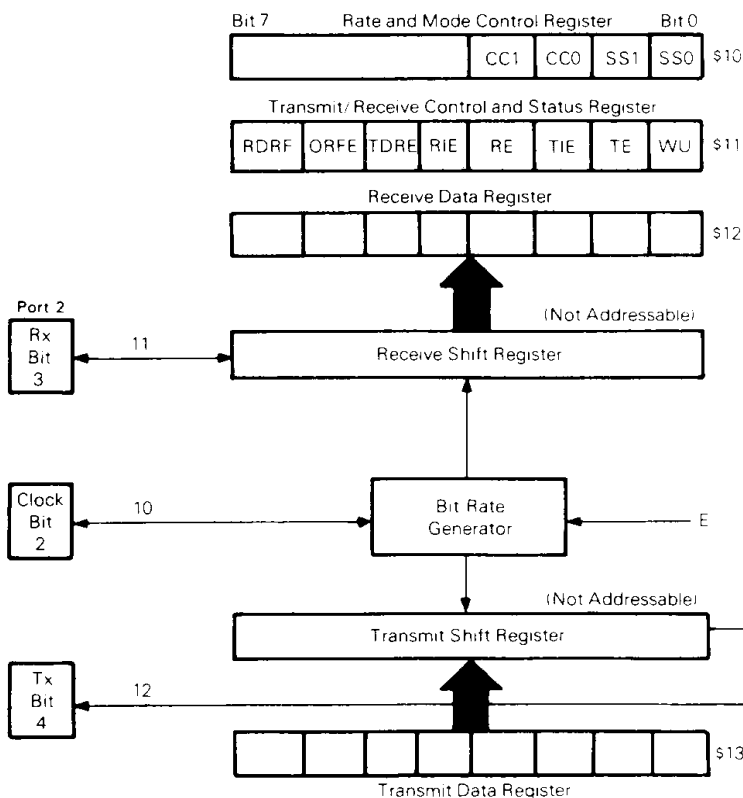 Bit 7 Rate and Mode Control Register Bit 0
CC1 CC0 SS1 SS0 $10
Transmit/Receive Control and Status Register
RDRF ORFE TDRE RIE RE TIE TE WU $11
Receive Data Register
$12
(Not Addressable)
Port 2
Rx
Bit
3
11
Receive Shift Register
Clock
Bit
2
10
Bit Rate
Generator
E
(Not Addressable)
Transmit Shift Register
Tx
Bit
4
12
$13
Transmit Data Register